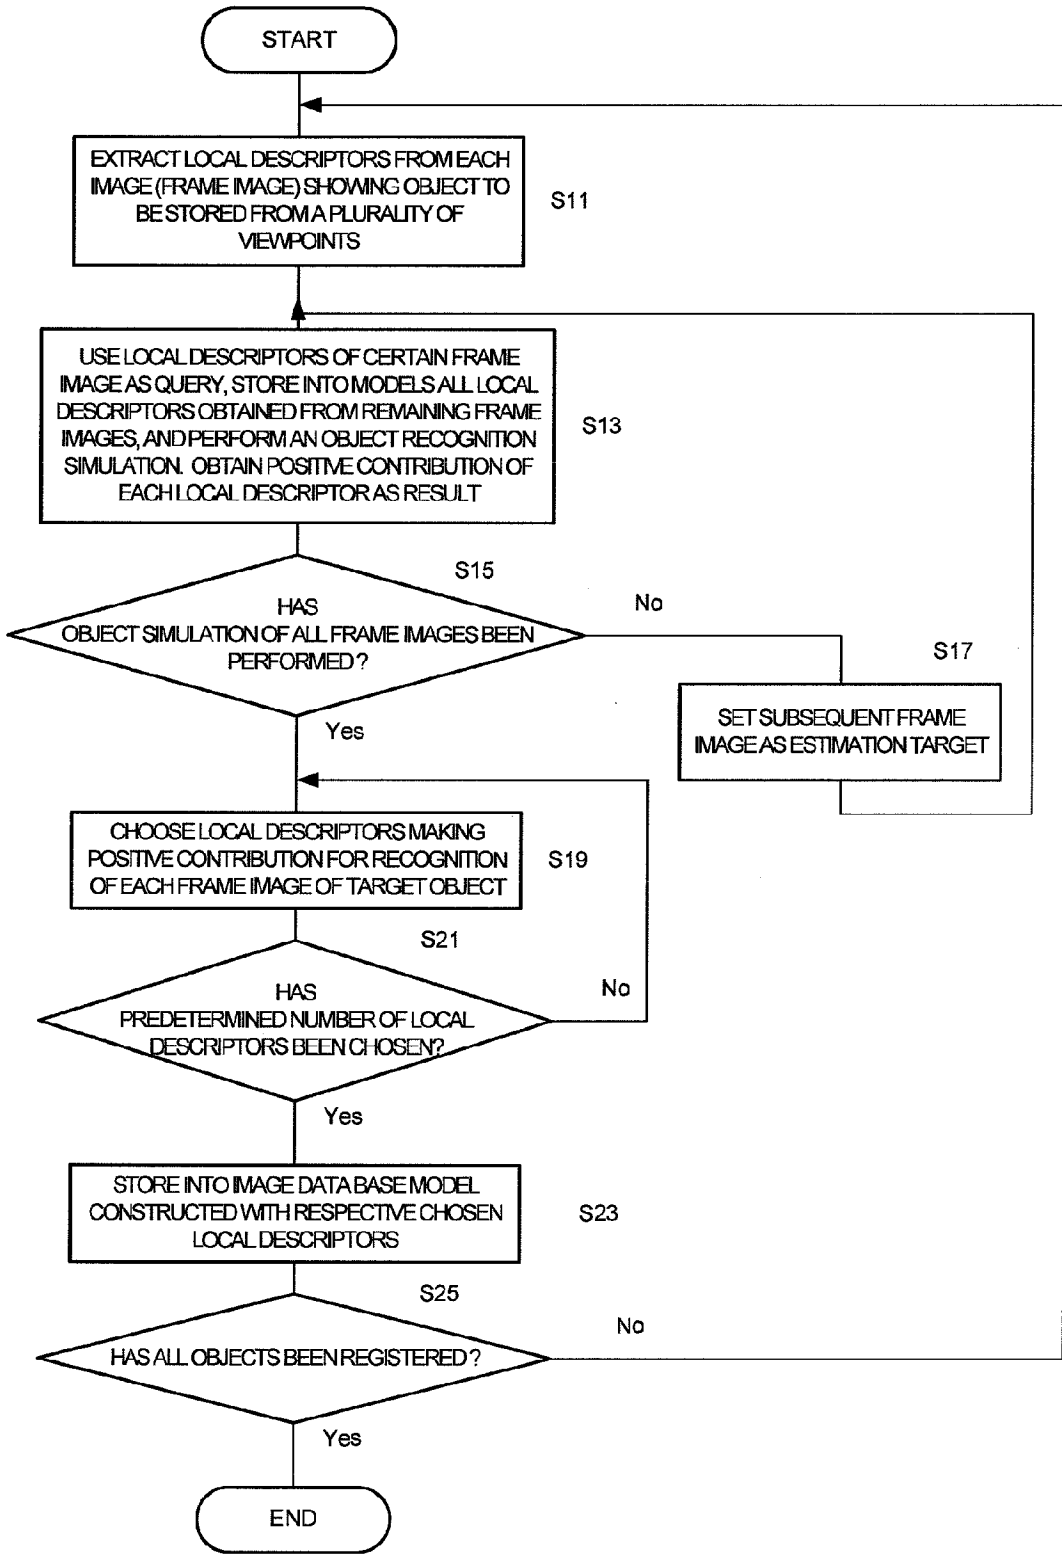 START
EXTRACT LOCAL DESCRIPTORS FROM EACH
IMAGE (FRAME IMAGE) SHOWING OBJECT TO
BE STORED FROM A PLURALITY OF
VIEWPOINTS
S11
USE LOCAL DESCRIPTORS OF CERTAIN FRAME
IMAGE AS QUERY, STORE INTO MODELS ALL LOCAL
DESCRIPTORS OBTAINED FROM REMAINING FRAME
IMAGES, AND PERFORM AN OBJECT RECOGNITION
SIMULATION. OBTAIN POSITIVE CONTRIBUTION OF
EACH LOCAL DESCRIPTOR AS RESULT
S13
S15
HAS
OBJECT SIMULATION OF ALL FRAME IMAGES BEEN
PERFORMED?
No
Yes
S17
SET SUBSEQUENT FRAME
IMAGE AS ESTIMATION TARGET
CHOOSE LOCAL DESCRIPTORS MAKING
POSITIVE CONTRIBUTION FOR RECOGNITION
OF EACH FRAME IMAGE OF TARGET OBJECT
S19
S21
HAS
PREDETERMINED NUMBER OF LOCAL
DESCRIPTORS BEEN CHOSEN?
No
Yes
STORE INTO IMAGE DATA BASE MODEL
CONSTRUCTED WITH RESPECTIVE CHOSEN
LOCAL DESCRIPTORS
S23
S25
HAS ALL OBJECTS BEEN REGISTERED?
No
Yes
END